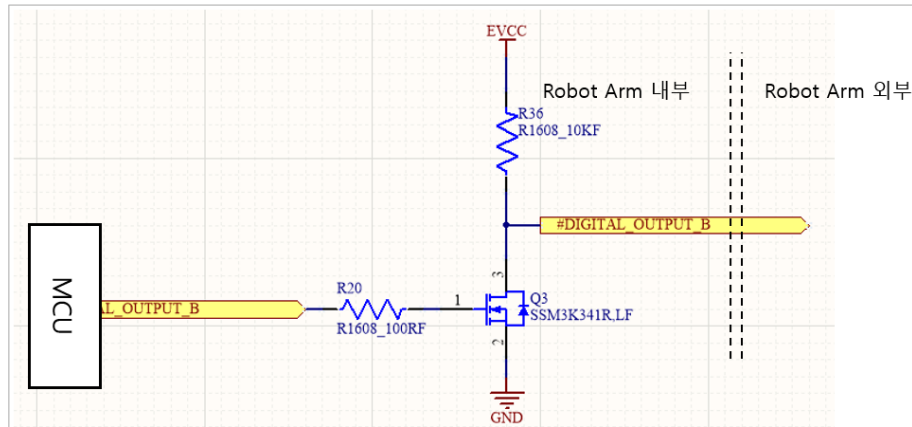 EVCC
Robot Arm 내부
Robot Arm 외부
R36
R1608_10KF
#DIGITAL_OUTPUT_B
3
MCU
AL_OUTPUT_B
R20
R1608_100RF
1
Q3
SSM3K341R,LF
2
GND